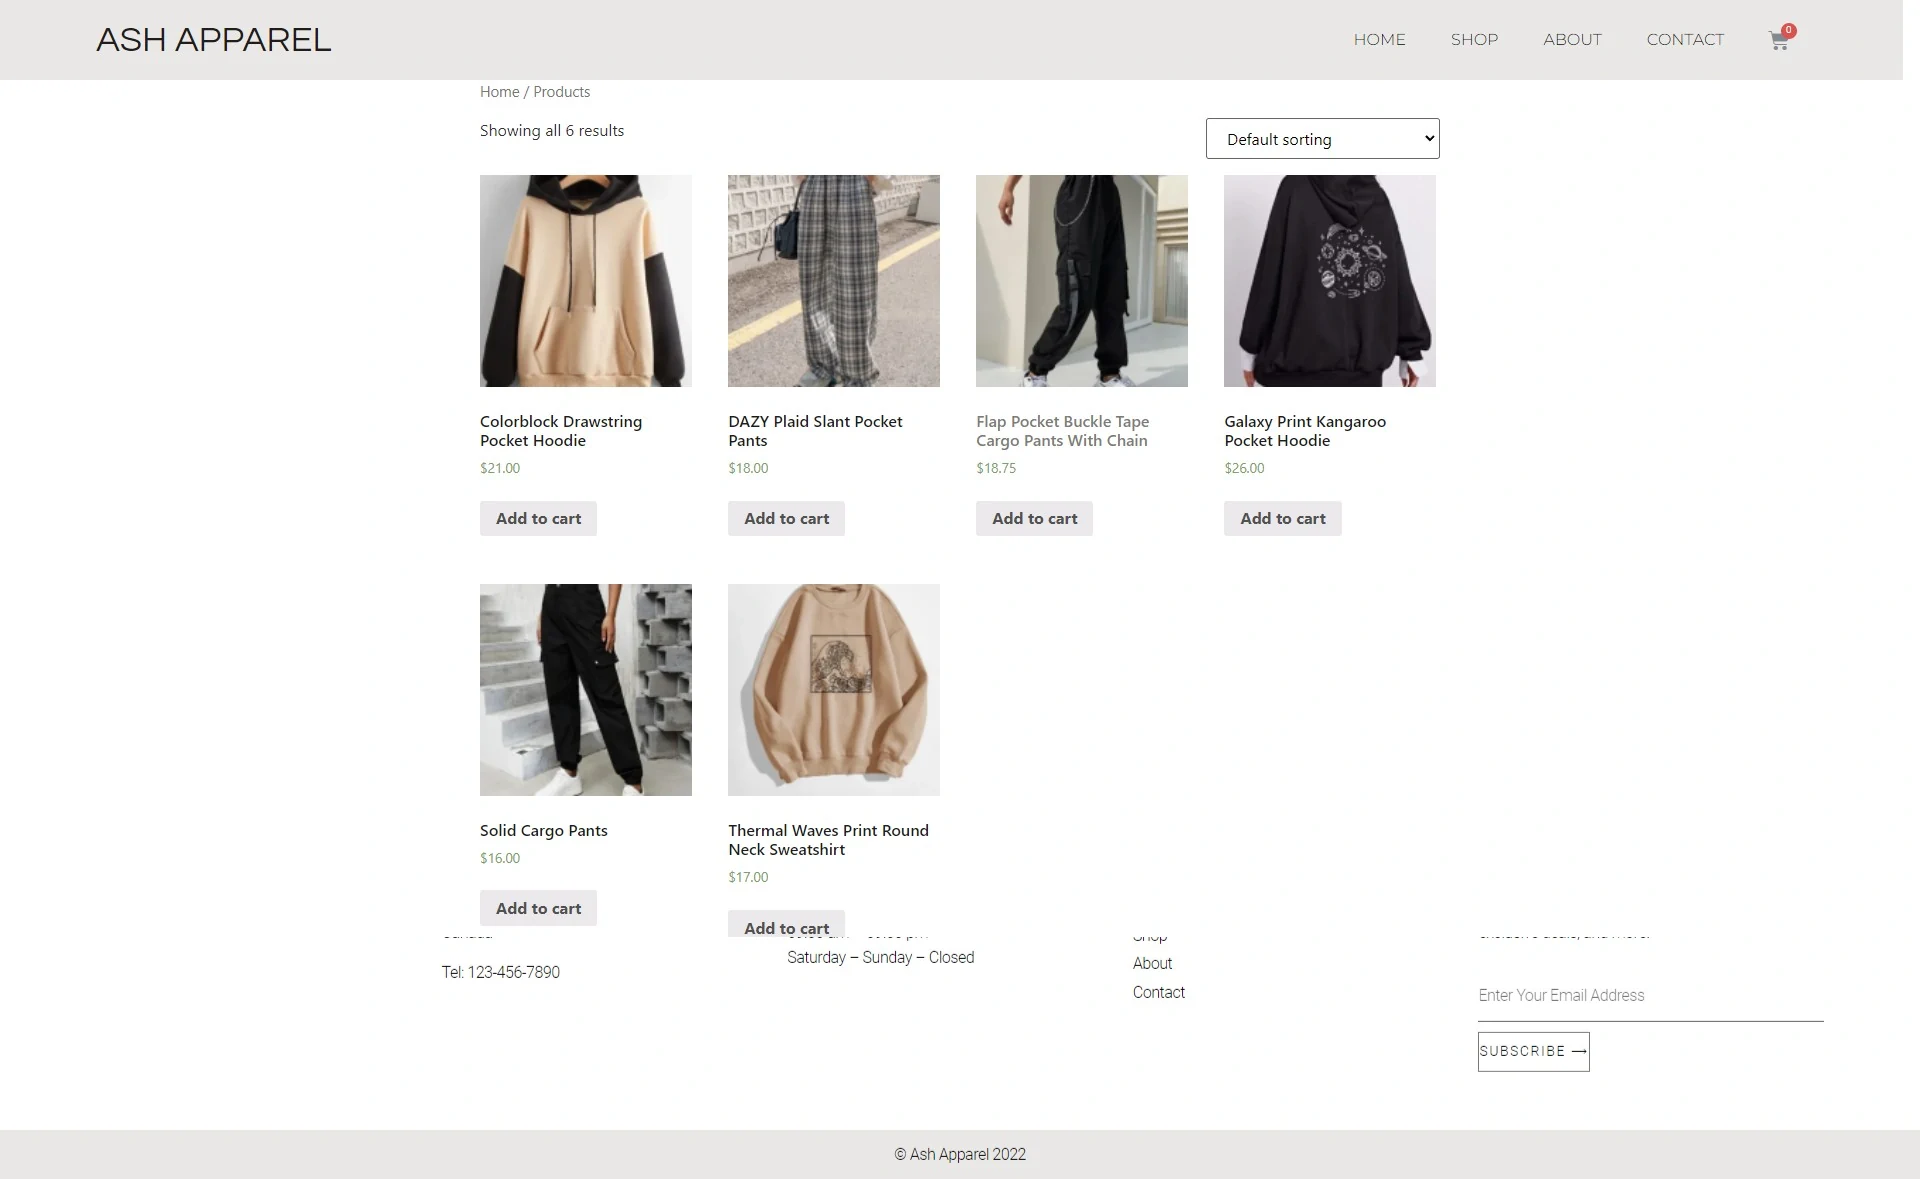 ASH APPAREL
HOME SHOP ABOUT CONTACT 0
Home / Products
Showing all 6 results
Default sorting
Colorblock Drawstring
Pocket Hoodie
$21.00
Add to cart
DAZY Plaid Slant Pocket
Pants
$18.00
Add to cart
Flap Pocket Buckle Tape
Cargo Pants With Chain
$18.75
Add to cart
Galaxy Print Kangaroo
Pocket Hoodie
$26.00
Add to cart
Solid Cargo Pants
$16.00
Add to cart
Thermal Waves Print Round
Neck Sweatshirt
$17.00
Add to cart
Tel: 123-456-7890
Saturday – Sunday – Closed
Shop
About
Contact
Enter Your Email Address
SUBSCRIBE ⟶
© Ash Apparel 2022